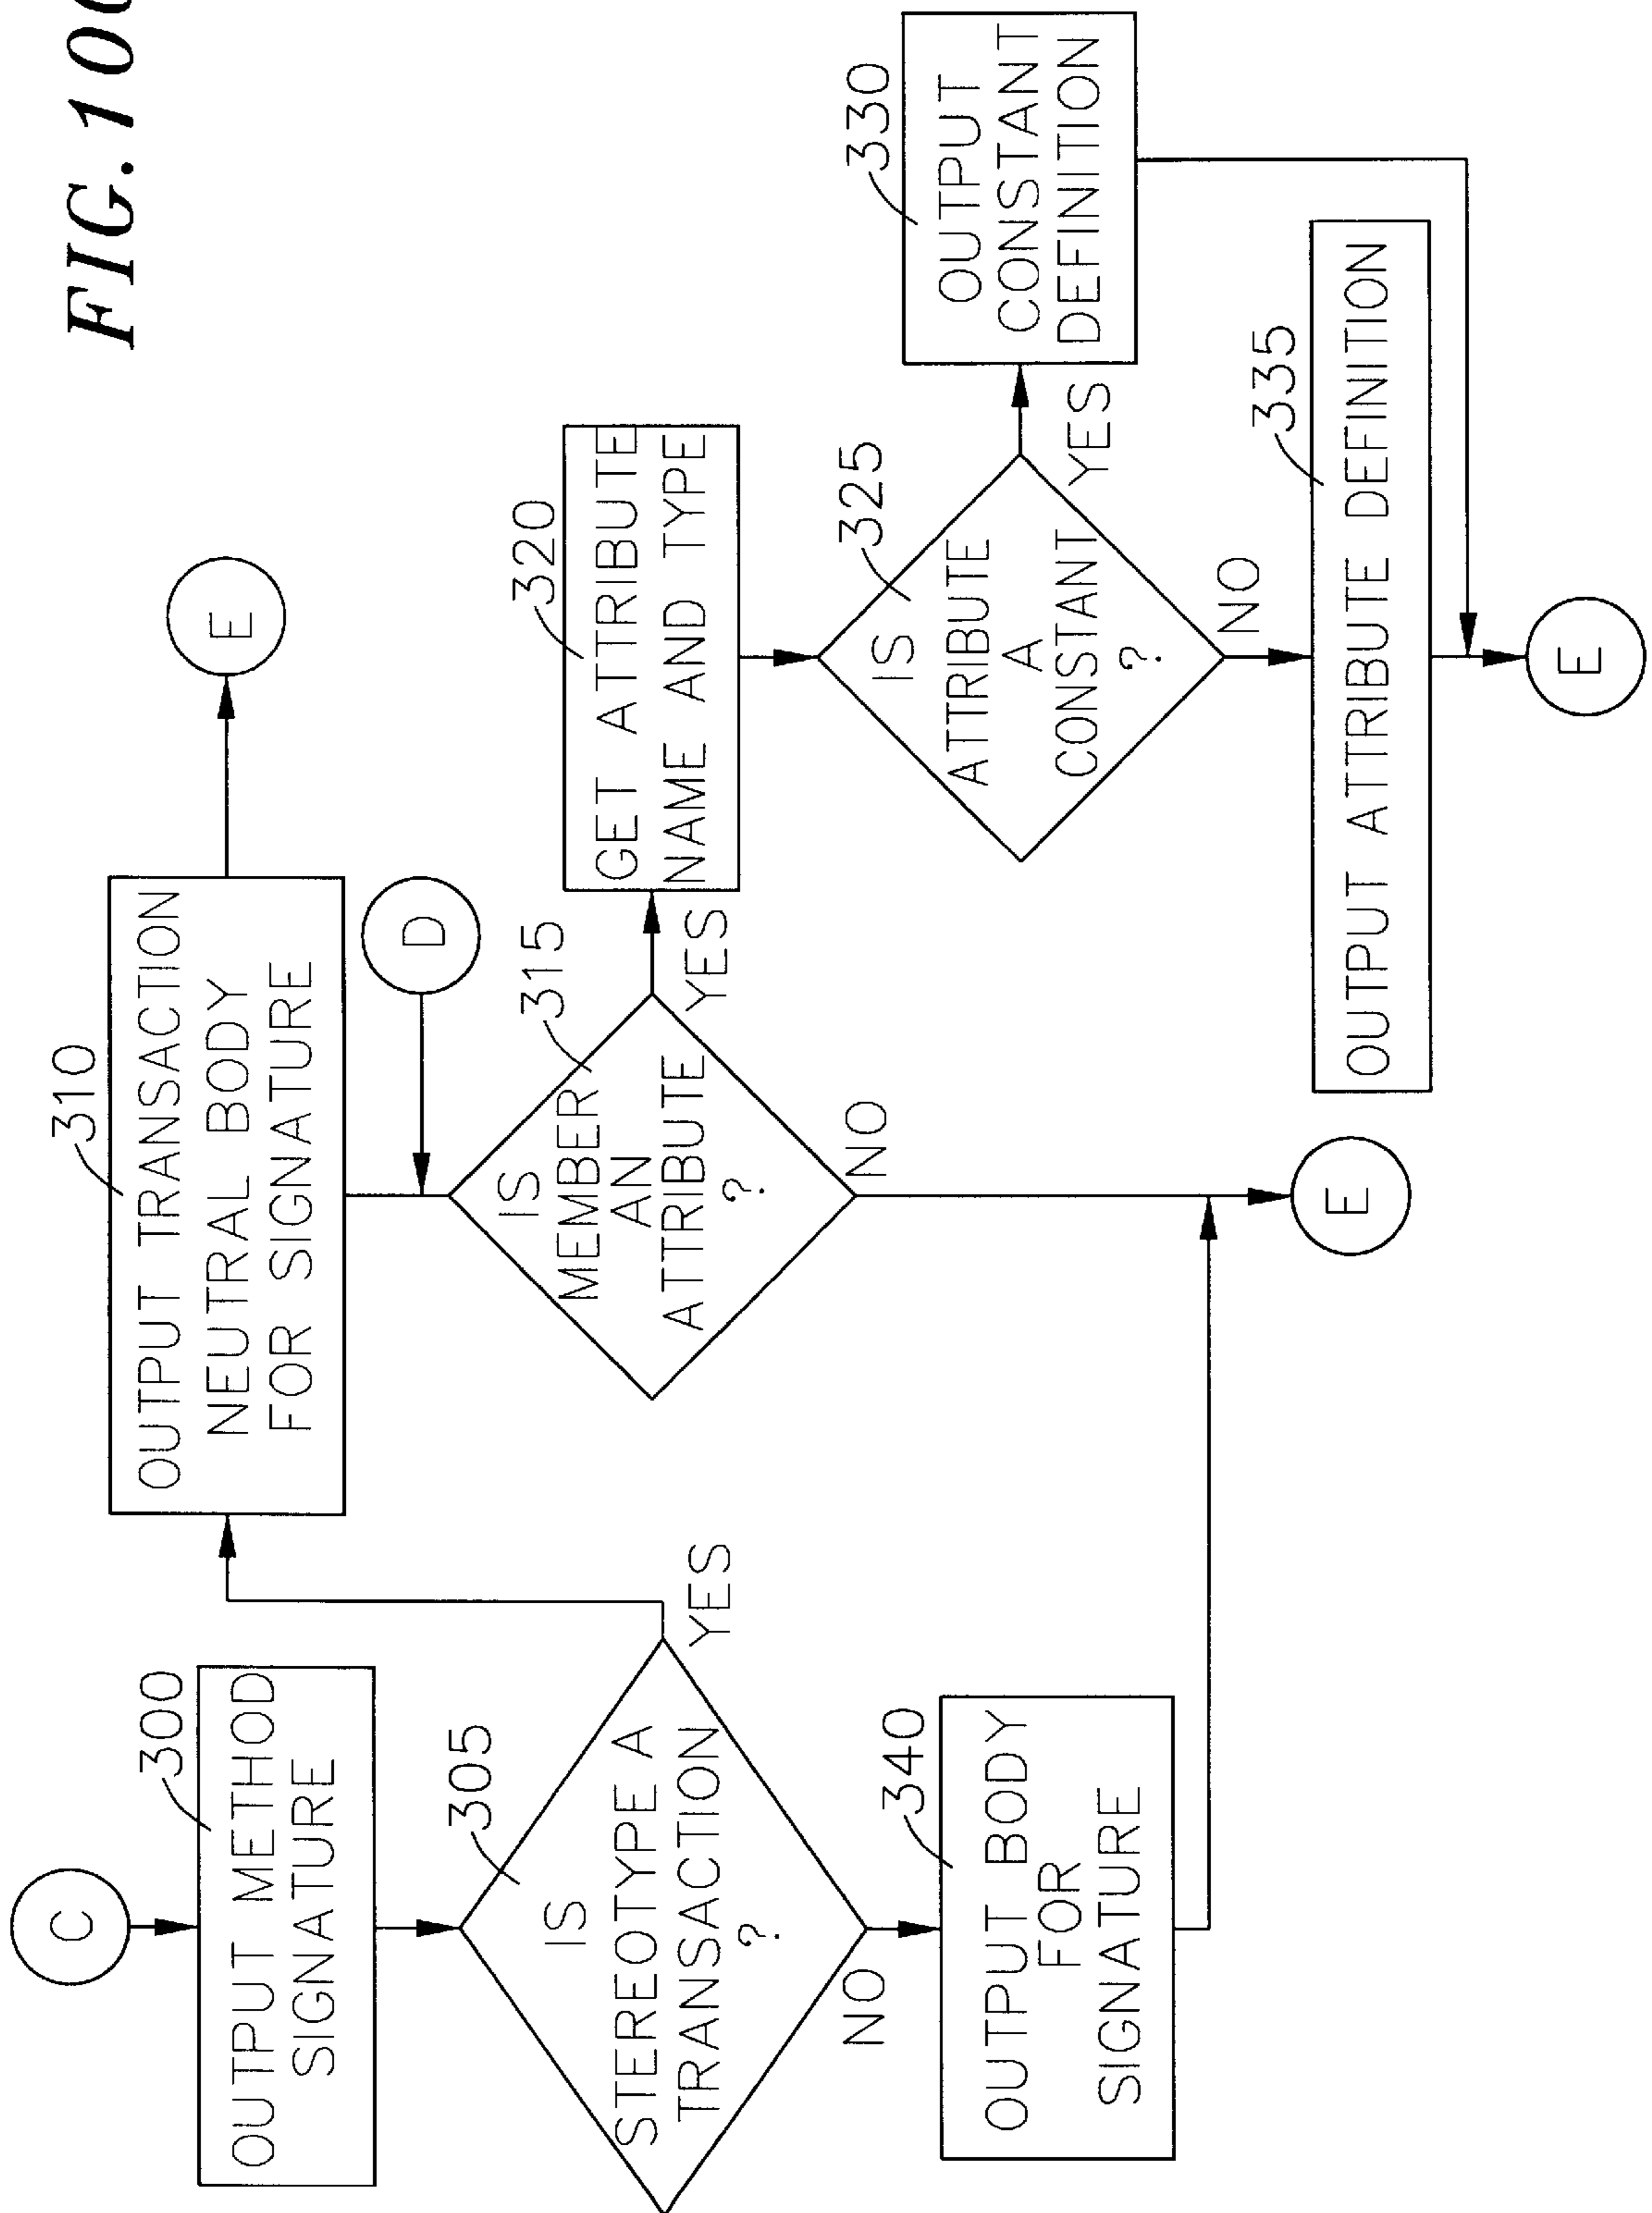 FIG.10
C
300
OUTPUT METHOD
SIGNATURE
305
IS
STEREOTYPE A
TRANSACTION
?
YES
NO
340
OUTPUT BODY
FOR
SIGNATURE
310
OUTPUT TRANSACTION
NEUTRAL BODY
FOR SIGNATURE
E
D
315
IS
MEMBER
AN
ATTRIBUTE
?
YES
NO
E
320
GET ATTRIBUTE
NAME AND TYPE
325
IS
ATTRIBUTE
A
CONSTANT
?
YES
NO
330
OUTPUT
CONSTANT
DEFINITION
335
OUTPUT ATTRIBUTE DEFINITION
E